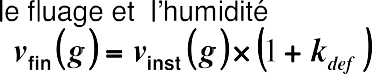 le fluage et l'humidité
v_fin(g) = v_inst(g)×(1 + k_def)